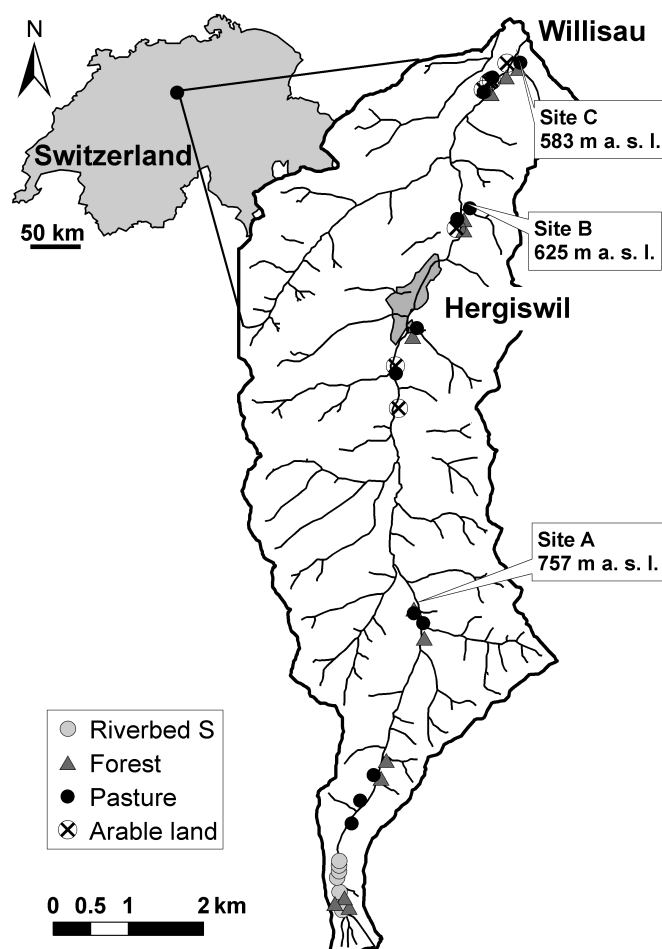 N
Willisau
Site C
583 m a. s. l.
Switzerland
50 km
Site B
625 m a. s. l.
Hergiswil
Site A
757 m a. s. l.
Riverbed S
Forest
Pasture
Arable land
0 0.5 1 2 km